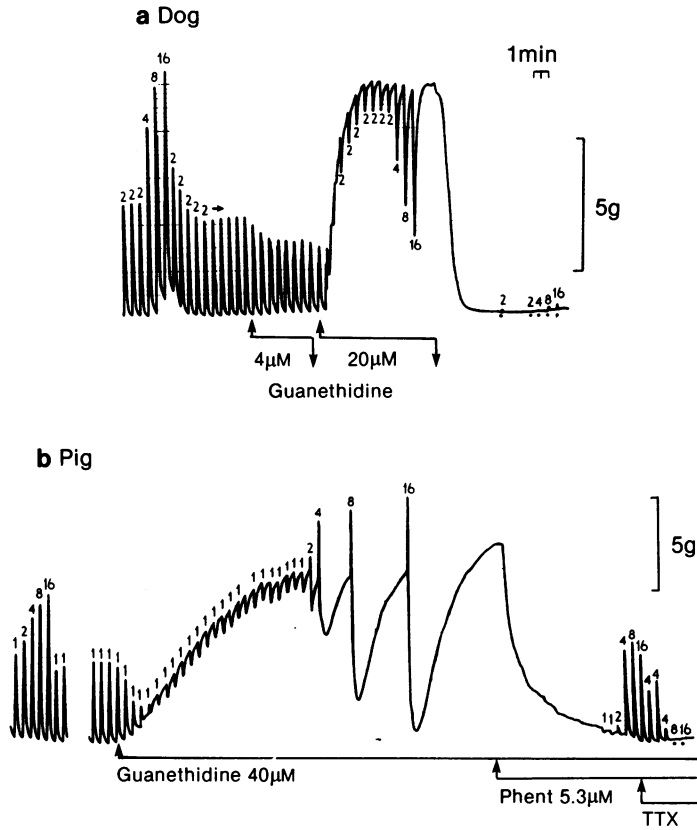 a Dog
16
8
4
1min
2 2 2
2
2
2 2 2 →
2 2 2 2 2 2 2 2
4
8
16
5g
2 2 4 8 16
4μM 20μM
Guanethidine
b Pig
1 2 4 8 16 1 1
1 1 1 1 1 1 1
1 1 1 1 1 1 1 1 1 1 1 1 1 1 1 1 1 1 1
2
4
8
16
5g
1 1 2 4 8 16 4 4 4 8 16
Guanethidine 40μM
Phent 5.3μM
TTX